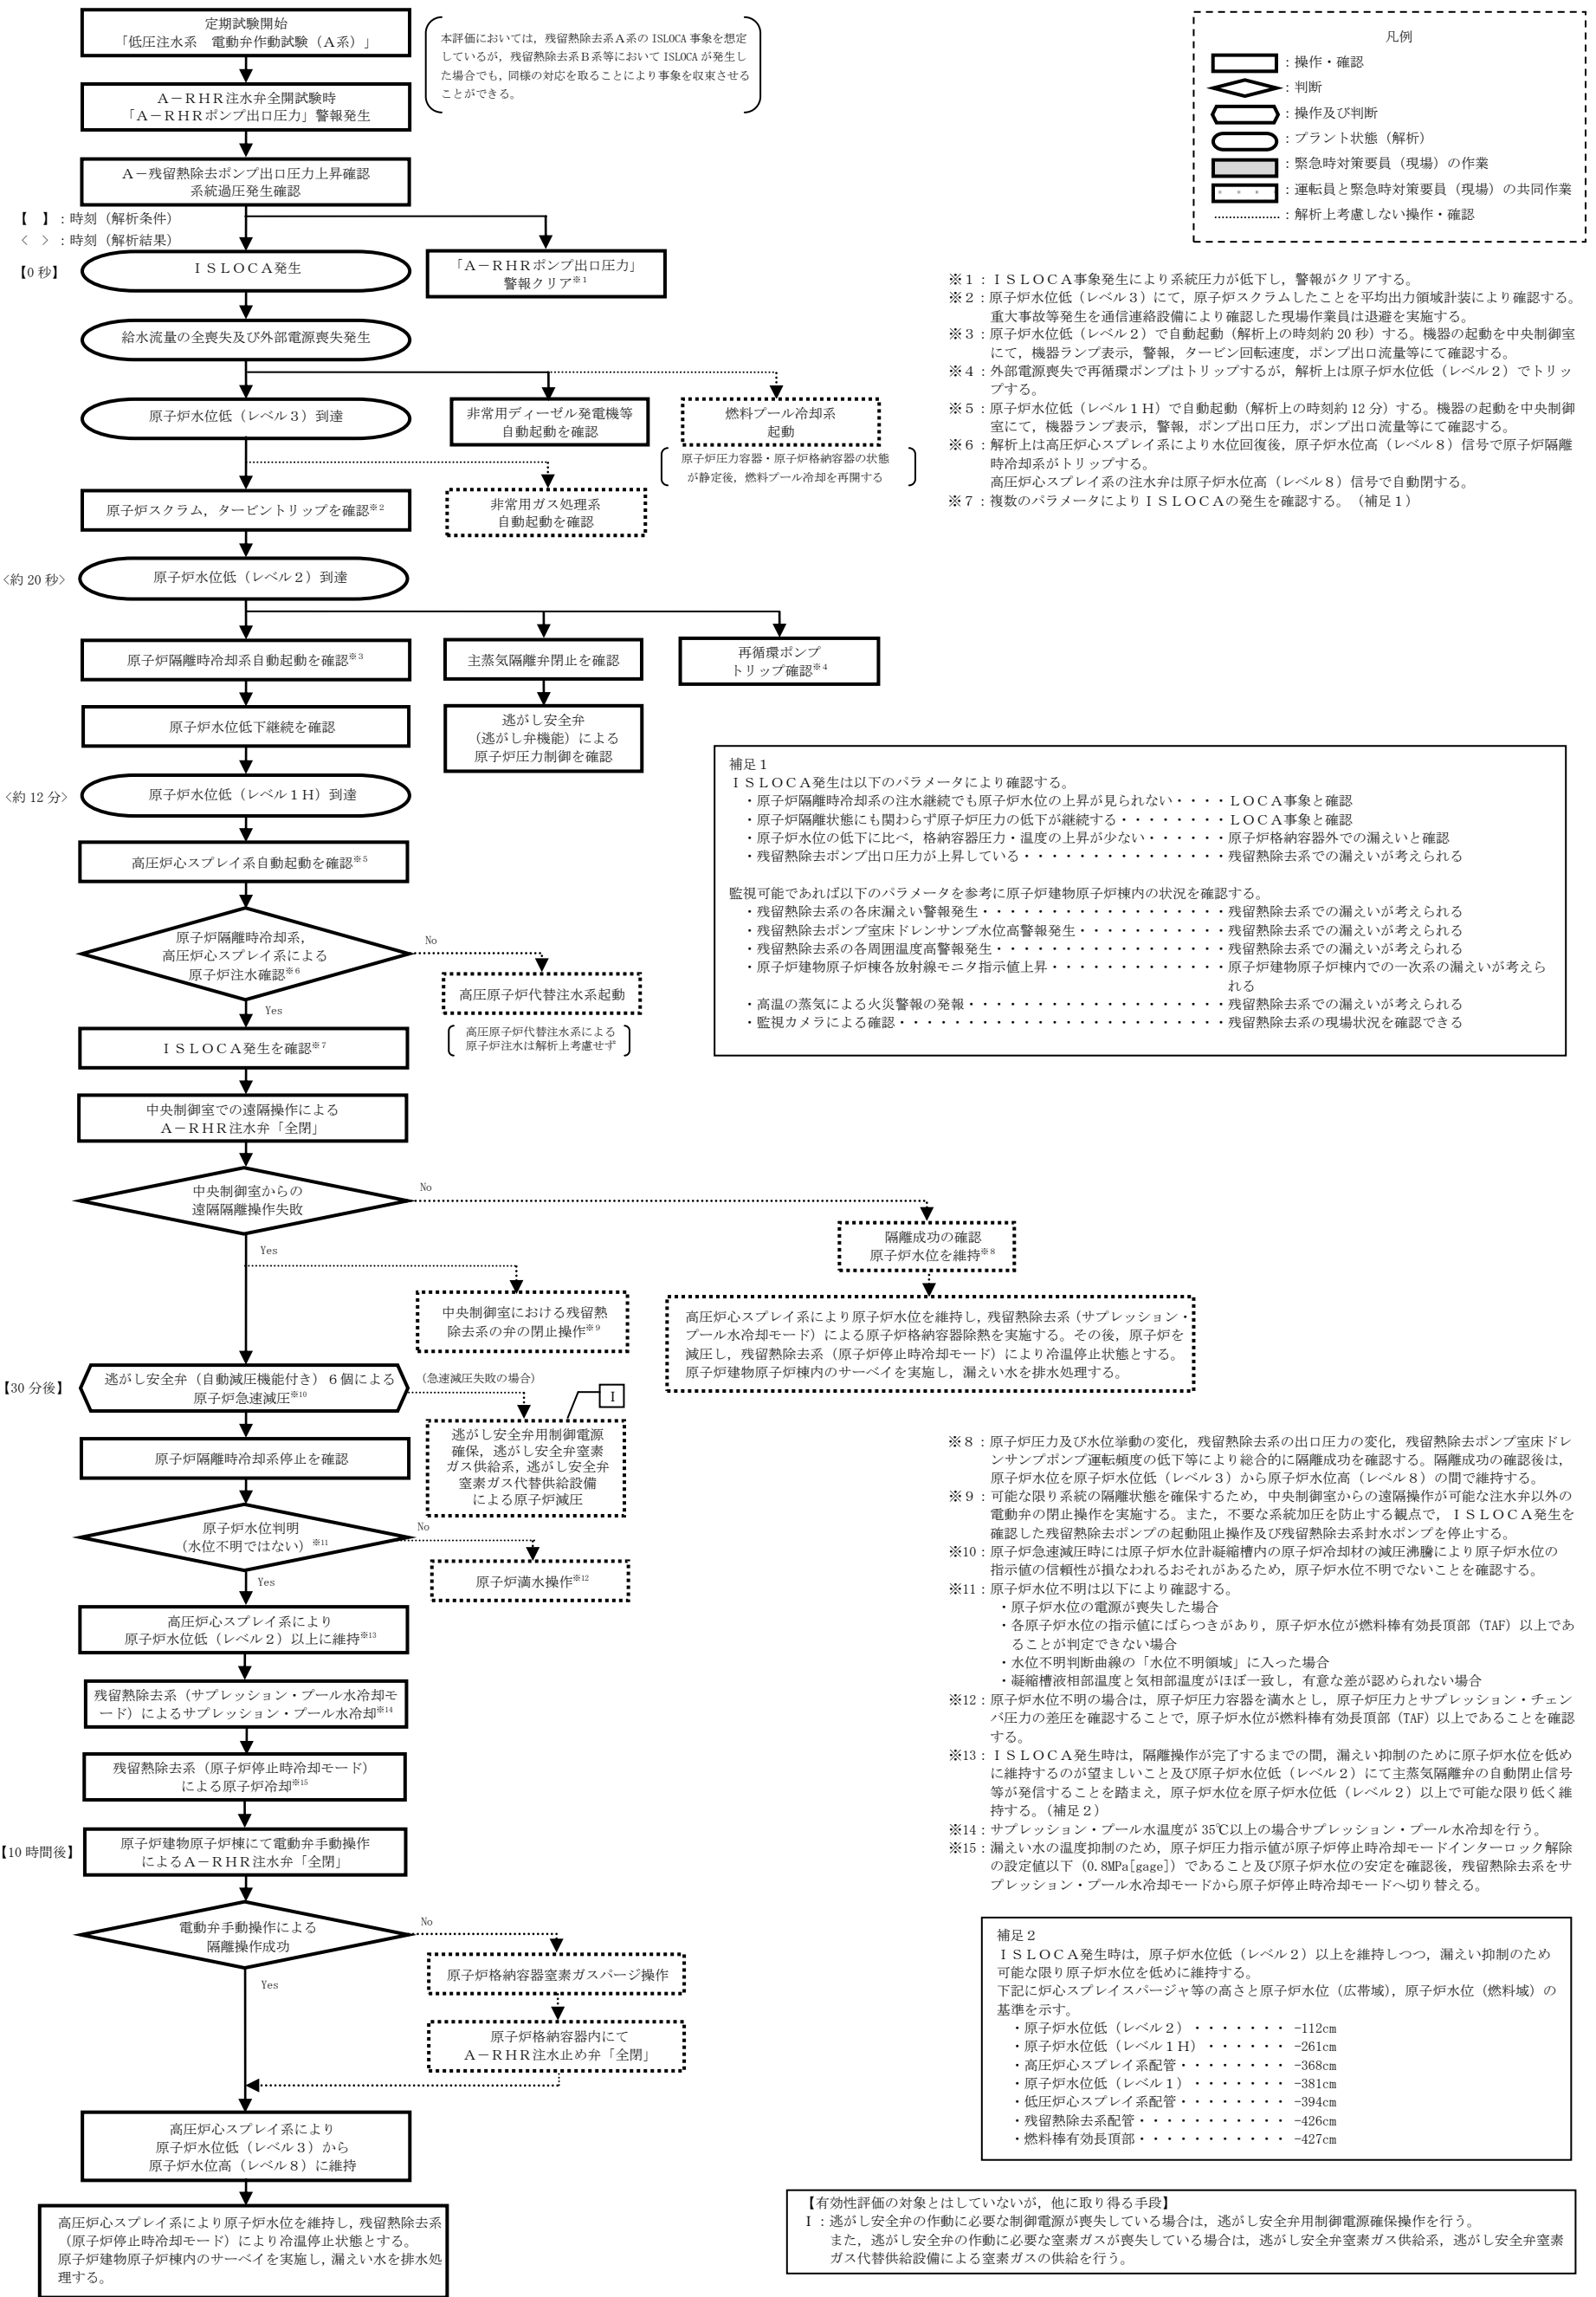 定期試験開始
「低圧注水系　電動弁作動試験（A系）」
Ａ－ＲＨＲ注水弁全開試験時
「Ａ－ＲＨＲポンプ出口圧力」警報発生
Ａ－残留熱除去ポンプ出口圧力上昇確認
系統過圧発生確認
本評価においては，残留熱除去系Ａ系の ISLOCA 事象を想定
しているが，残留熱除去系Ｂ系等において ISLOCA が発生し
た場合でも，同様の対応を取ることにより事象を収束させる
ことができる。
凡例
：操作・確認
：判断
：操作及び判断
：プラント状態（解析）
：緊急時対策要員（現場）の作業
：運転員と緊急時対策要員（現場）の共同作業
：解析上考慮しない操作・確認
【　】：時刻（解析条件）
＜　＞：時刻（解析結果）
【0 秒】
ＩＳＬＯＣＡ発生
「Ａ－ＲＨＲポンプ出口圧力」
警報クリア※１
給水流量の全喪失及び外部電源喪失発生
原子炉水位低（レベル３）到達
非常用ディーゼル発電機等
自動起動を確認
燃料プール冷却系
起動
原子炉圧力容器・原子炉格納容器の状態
が静定後，燃料プール冷却を再開する
原子炉スクラム，タービントリップを確認※２
非常用ガス処理系
自動起動を確認
<約 20 秒>
原子炉水位低（レベル２）到達
原子炉隔離時冷却系自動起動を確認※３
主蒸気隔離弁閉止を確認
再循環ポンプ
トリップ確認※４
原子炉水位低下継続を確認
逃がし安全弁
（逃がし弁機能）による
原子炉圧力制御を確認
<約 12 分>
原子炉水位低（レベル１Ｈ）到達
高圧炉心スプレイ系自動起動を確認※５
原子炉隔離時冷却系，
高圧炉心スプレイ系による
原子炉注水確認※６
No
Yes
高圧原子炉代替注水系起動
高圧原子炉代替注水系による
原子炉注水は解析上考慮せず
ＩＳＬＯＣＡ発生を確認※７
中央制御室での遠隔操作による
Ａ－ＲＨＲ注水弁「全閉」
中央制御室からの
遠隔隔離操作失敗
No
Yes
隔離成功の確認
原子炉水位を維持※８
中央制御室における残留熱
除去系の弁の閉止操作※９
高圧炉心スプレイ系により原子炉水位を維持し，残留熱除去系（サプレッション・
プール水冷却モード）による原子炉格納容器除熱を実施する。その後，原子炉を
減圧し，残留熱除去系（原子炉停止時冷却モード）により冷温停止状態とする。
原子炉建物原子炉棟内のサーベイを実施し，漏えい水を排水処理する。
【30 分後】
逃がし安全弁（自動減圧機能付き）６個による
原子炉急速減圧※10
（急速減圧失敗の場合）
Ｉ
逃がし安全弁用制御電源
確保，逃がし安全弁窒素
ガス供給系，逃がし安全弁
窒素ガス代替供給設備
による原子炉減圧
原子炉隔離時冷却系停止を確認
原子炉水位判明
（水位不明ではない）※11
No
Yes
原子炉満水操作※12
高圧炉心スプレイ系により
原子炉水位低（レベル２）以上に維持※13
残留熱除去系（サプレッション・プール水冷却モ
ード）によるサプレッション・プール水冷却※14
残留熱除去系（原子炉停止時冷却モード）
による原子炉冷却※15
【10 時間後】
原子炉建物原子炉棟にて電動弁手動操作
によるＡ－ＲＨＲ注水弁「全閉」
電動弁手動操作による
隔離操作成功
No
Yes
原子炉格納容器窒素ガスパージ操作
原子炉格納容器内にて
Ａ－ＲＨＲ注水止め弁「全閉」
高圧炉心スプレイ系により
原子炉水位低（レベル３）から
原子炉水位高（レベル８）に維持
高圧炉心スプレイ系により原子炉水位を維持し，残留熱除去系
（原子炉停止時冷却モード）により冷温停止状態とする。
原子炉建物原子炉棟内のサーベイを実施し，漏えい水を排水処
理する。
※１：ＩＳＬＯＣＡ事象発生により系統圧力が低下し，警報がクリアする。
※２：原子炉水位低（レベル３）にて，原子炉スクラムしたことを平均出力領域計装により確認する。
重大事故等発生を通信連絡設備により確認した現場作業員は退避を実施する。
※３：原子炉水位低（レベル２）で自動起動（解析上の時刻約 20 秒）する。機器の起動を中央制御室
にて，機器ランプ表示，警報，タービン回転速度，ポンプ出口流量等にて確認する。
※４：外部電源喪失で再循環ポンプはトリップするが，解析上は原子炉水位低（レベル２）でトリッ
プする。
※５：原子炉水位低（レベル１Ｈ）で自動起動（解析上の時刻約 12 分）する。機器の起動を中央制御
室にて，機器ランプ表示，警報，ポンプ出口圧力，ポンプ出口流量等にて確認する。
※６：解析上は高圧炉心スプレイ系により水位回復後，原子炉水位高（レベル８）信号で原子炉隔離
時冷却系がトリップする。
高圧炉心スプレイ系の注水弁は原子炉水位高（レベル８）信号で自動閉する。
※７：複数のパラメータによりＩＳＬＯＣＡの発生を確認する。（補足１）
補足１
ＩＳＬＯＣＡ発生は以下のパラメータにより確認する。
・原子炉隔離時冷却系の注水継続でも原子炉水位の上昇が見られない・・・・ＬＯＣＡ事象と確認
・原子炉隔離状態にも関わらず原子炉圧力の低下が継続する・・・・・・・・ＬＯＣＡ事象と確認
・原子炉水位の低下に比べ，格納容器圧力・温度の上昇が少ない・・・・・・原子炉格納容器外での漏えいと確認
・残留熱除去ポンプ出口圧力が上昇している・・・・・・・・・・・・・・・残留熱除去系での漏えいが考えられる
監視可能であれば以下のパラメータを参考に原子炉建物原子炉棟内の状況を確認する。
・残留熱除去系の各床漏えい警報発生・・・・・・・・・・・・・・・・・・残留熱除去系での漏えいが考えられる
・残留熱除去ポンプ室床ドレンサンプ水位高警報発生・・・・・・・・・・・残留熱除去系での漏えいが考えられる
・残留熱除去系の各周囲温度高警報発生・・・・・・・・・・・・・・・・・残留熱除去系での漏えいが考えられる
・原子炉建物原子炉棟各放射線モニタ指示値上昇・・・・・・・・・・・・・原子炉建物原子炉棟内での一次系の漏えいが考えら
れる
・高温の蒸気による火災警報の発報・・・・・・・・・・・・・・・・・・・残留熱除去系での漏えいが考えられる
・監視カメラによる確認・・・・・・・・・・・・・・・・・・・・・・・・残留熱除去系の現場状況を確認できる
※８：原子炉圧力及び水位挙動の変化，残留熱除去系の出口圧力の変化，残留熱除去ポンプ室床ドレ
ンサンプポンプ運転頻度の低下等により総合的に隔離成功を確認する。隔離成功の確認後は，
原子炉水位を原子炉水位低（レベル３）から原子炉水位高（レベル８）の間で維持する。
※９：可能な限り系統の隔離状態を確保するため，中央制御室からの遠隔操作が可能な注水弁以外の
電動弁の閉止操作を実施する。また，不要な系統加圧を防止する観点で，ＩＳＬＯＣＡ発生を
確認した残留熱除去ポンプの起動阻止操作及び残留熱除去系封水ポンプを停止する。
※10：原子炉急速減圧時には原子炉水位計凝縮槽内の原子炉冷却材の減圧沸騰により原子炉水位の
指示値の信頼性が損なわれるおそれがあるため，原子炉水位不明でないことを確認する。
※11：原子炉水位不明は以下により確認する。
・原子炉水位の電源が喪失した場合
・各原子炉水位の指示値にばらつきがあり，原子炉水位が燃料棒有効長頂部（TAF）以上であ
ることが判定できない場合
・水位不明判断曲線の「水位不明領域」に入った場合
・凝縮槽液相部温度と気相部温度がほぼ一致し，有意な差が認められない場合
※12：原子炉水位不明の場合は，原子炉圧力容器を満水とし，原子炉圧力とサプレッション・チェン
バ圧力の差圧を確認することで，原子炉水位が燃料棒有効長頂部（TAF）以上であることを確認
する。
※13：ＩＳＬＯＣＡ発生時は，隔離操作が完了するまでの間，漏えい抑制のために原子炉水位を低め
に維持するのが望ましいこと及び原子炉水位低（レベル２）にて主蒸気隔離弁の自動閉止信号
等が発信することを踏まえ，原子炉水位を原子炉水位低（レベル２）以上で可能な限り低く維
持する。（補足２）
※14：サプレッション・プール水温度が 35℃以上の場合サプレッション・プール水冷却を行う。
※15：漏えい水の温度抑制のため，原子炉圧力指示値が原子炉停止時冷却モードインターロック解除
の設定値以下（0.8MPa[gage]）であること及び原子炉水位の安定を確認後，残留熱除去系をサ
プレッション・プール水冷却モードから原子炉停止時冷却モードへ切り替える。
補足２
ＩＳＬＯＣＡ発生時は，原子炉水位低（レベル２）以上を維持しつつ，漏えい抑制のため
可能な限り原子炉水位を低めに維持する。
下記に炉心スプレイスパージャ等の高さと原子炉水位（広帯域），原子炉水位（燃料域）の
基準を示す。
・原子炉水位低（レベル２）・・・・・・・ -112cm
・原子炉水位低（レベル１Ｈ）・・・・・・ -261cm
・高圧炉心スプレイ系配管・・・・・・・・ -368cm
・原子炉水位低（レベル１）・・・・・・・ -381cm
・低圧炉心スプレイ系配管・・・・・・・・ -394cm
・残留熱除去系配管・・・・・・・・・・・ -426cm
・燃料棒有効長頂部・・・・・・・・・・・ -427cm
【有効性評価の対象とはしていないが，他に取り得る手段】
Ｉ：逃がし安全弁の作動に必要な制御電源が喪失している場合は，逃がし安全弁用制御電源確保操作を行う。
また，逃がし安全弁の作動に必要な窒素ガスが喪失している場合は，逃がし安全弁窒素ガス供給系，逃がし安全弁窒素
ガス代替供給設備による窒素ガスの供給を行う。